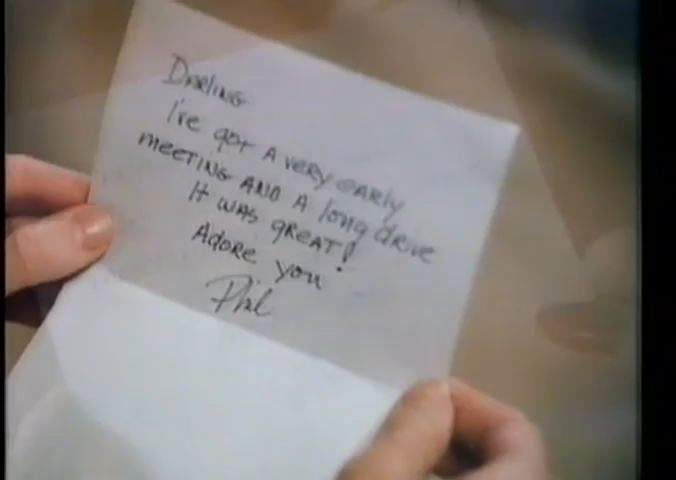 Darling
I've got a very early
meeting and a long drive
It was great!
Adore you
Phil